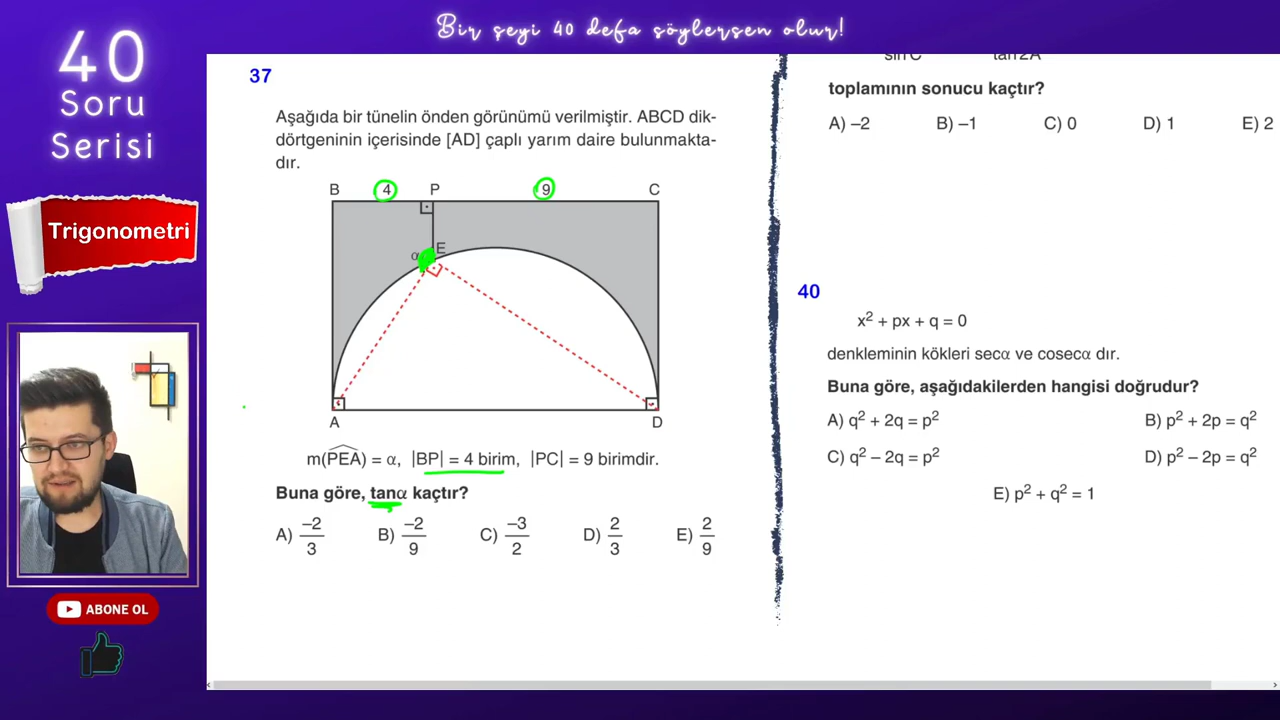 Bir şeyi 40 defa söylersen olur!
40
Soru
Serisi
Trigonometri
ABONE OL
37
Aşağıda bir tünelin önden görünümü verilmiştir. ABCD dik-
dörtgeninin içerisinde [AD] çaplı yarım daire bulunmakta-
dır.
B 4 P 9 C
α E
A D
m(PEA) = α, |BP| = 4 birim, |PC| = 9 birimdir.
Buna göre, tanα kaçtır?
A) –2/3 B) –2/9 C) –3/2 D) 2/3 E) 2/9
sinC tan2A
toplamının sonucu kaçtır?
A) –2 B) –1 C) 0 D) 1 E) 2
40
x² + px + q = 0
denkleminin kökleri secα ve cosecα dır.
Buna göre, aşağıdakilerden hangisi doğrudur?
A) q² + 2q = p² B) p² + 2p = q²
C) q² – 2q = p² D) p² – 2p = q²
E) p² + q² = 1